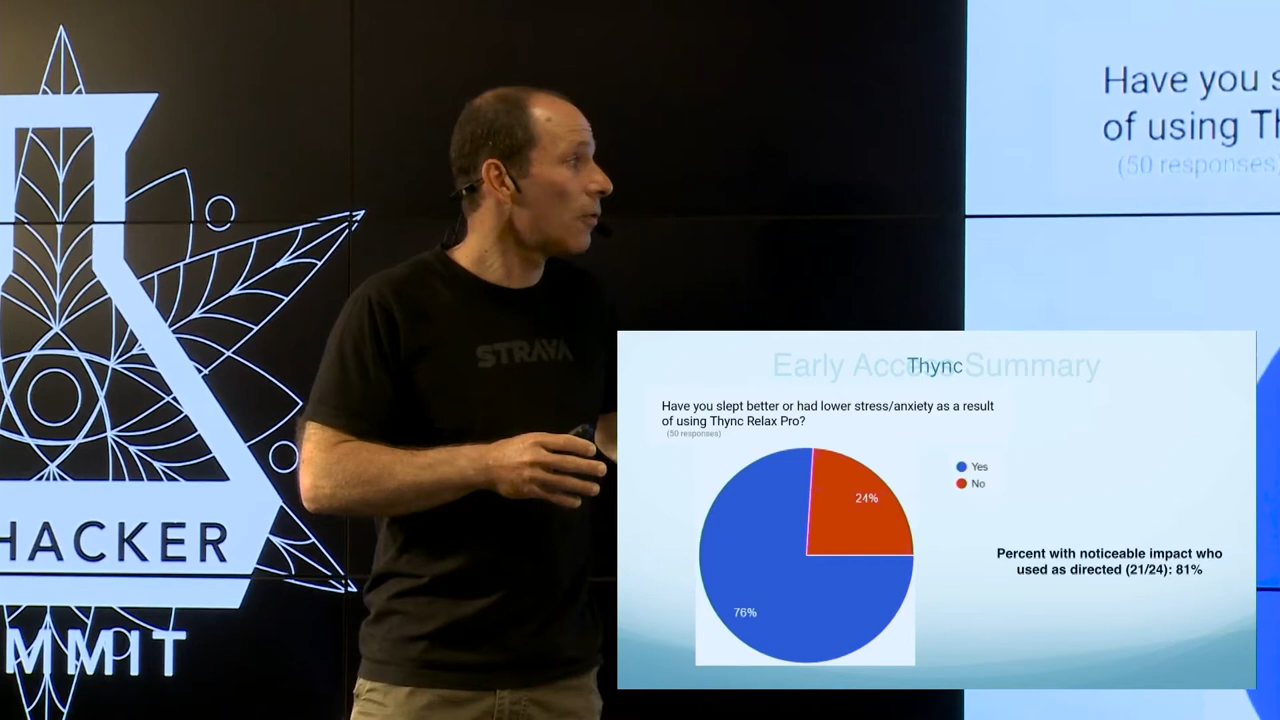 HACKER
MMIT
STRAVA
Have you s
of using Th
(50 responses)
Early Access Summary
Thync
Have you slept better or had lower stress/anxiety as a result
of using Thync Relax Pro?
(50 responses)
Yes
No
24%
76%
Percent with noticeable impact who
used as directed (21/24): 81%